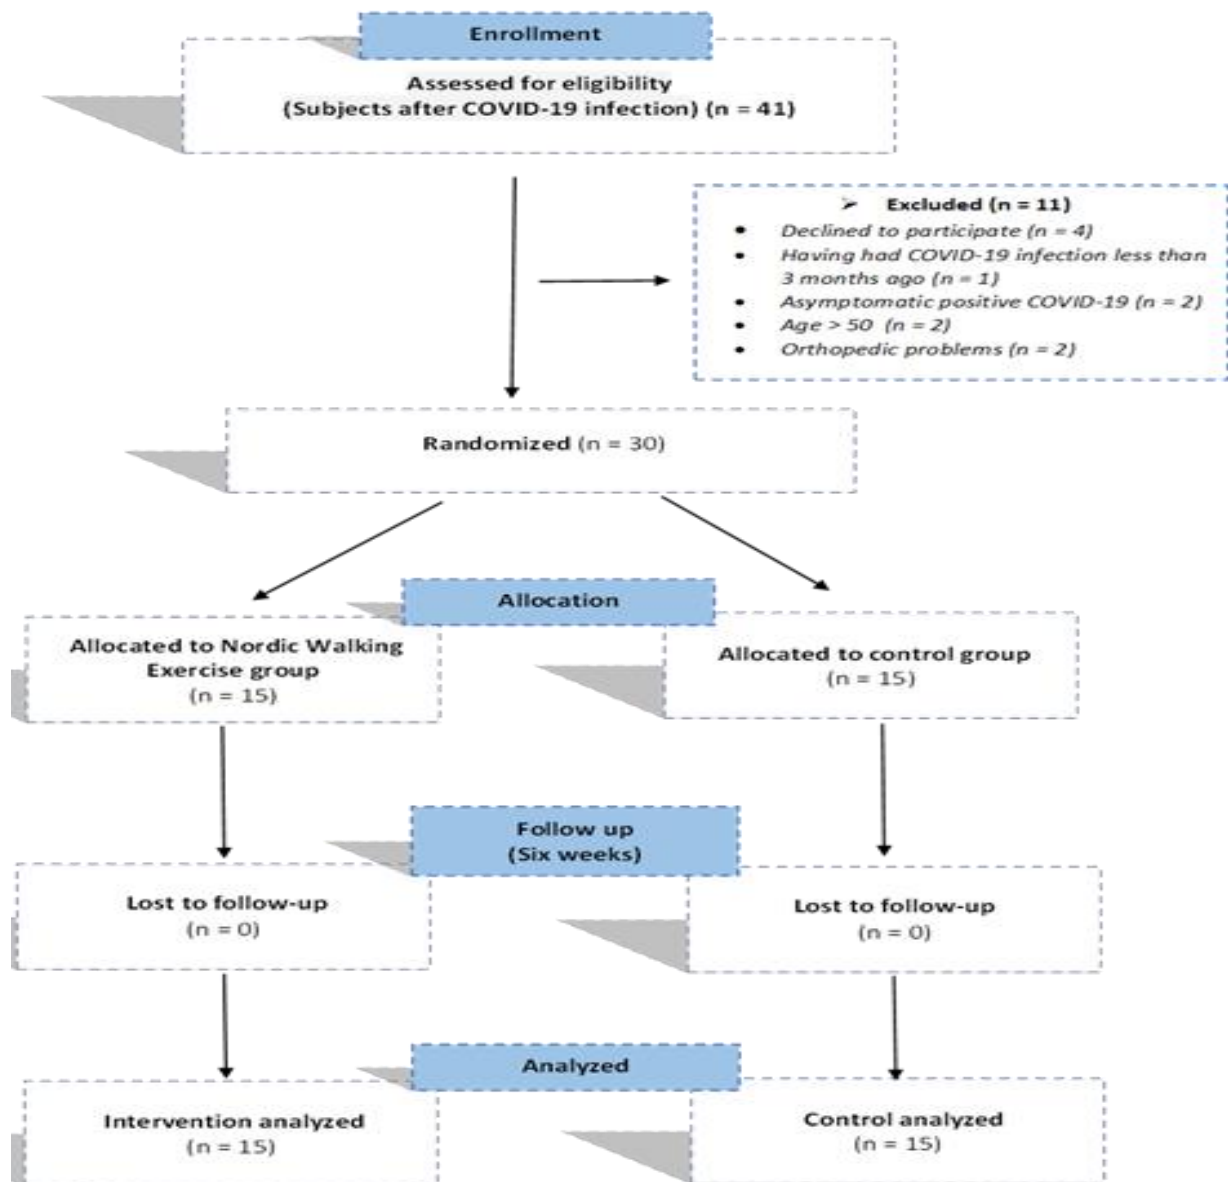 Enrollment
Assessed for eligibility
(Subjects after COVID-19 infection) (n = 41)
➢ Excluded (n = 11)
• Declined to participate (n = 4)
• Having had COVID-19 infection less than
3 months ago (n = 1)
• Asymptomatic positive COVID-19 (n = 2)
• Age > 50 (n = 2)
• Orthopedic problems (n = 2)
Randomized (n = 30)
Allocation
Allocated to Nordic Walking
Exercise group
(n = 15)
Allocated to control group
(n = 15)
Follow up
(Six weeks)
Lost to follow-up
(n = 0)
Lost to follow-up
(n = 0)
Analyzed
Intervention analyzed
(n = 15)
Control analyzed
(n = 15)